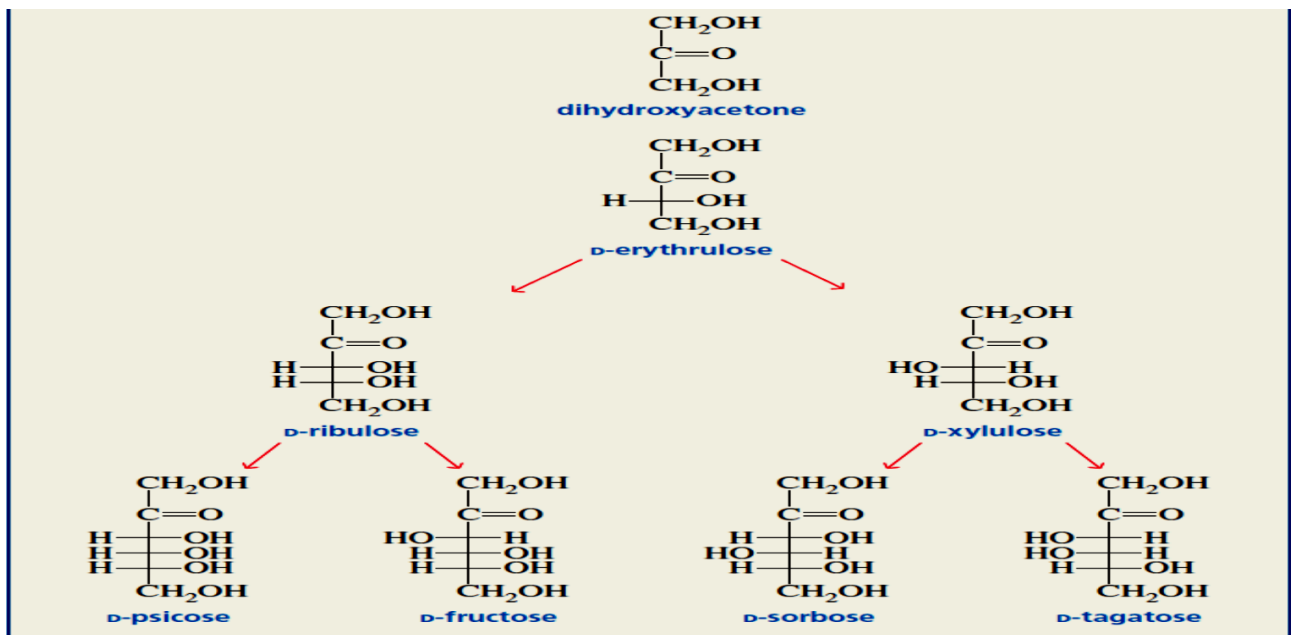 CH₂OH
C=O
CH₂OH
dihydroxyacetone
CH₂OH
C=O
H OH
CH₂OH
D-erythrulose
CH₂OH
C=O
H OH
H OH
CH₂OH
D-ribulose
CH₂OH
C=O
HO H
H OH
CH₂OH
D-xylulose
CH₂OH
C=O
H OH
H OH
H OH
CH₂OH
D-psicose
CH₂OH
C=O
HO H
H OH
H OH
CH₂OH
D-fructose
CH₂OH
C=O
H OH
HO H
H OH
CH₂OH
D-sorbose
CH₂OH
C=O
HO H
HO H
H OH
CH₂OH
D-tagatose